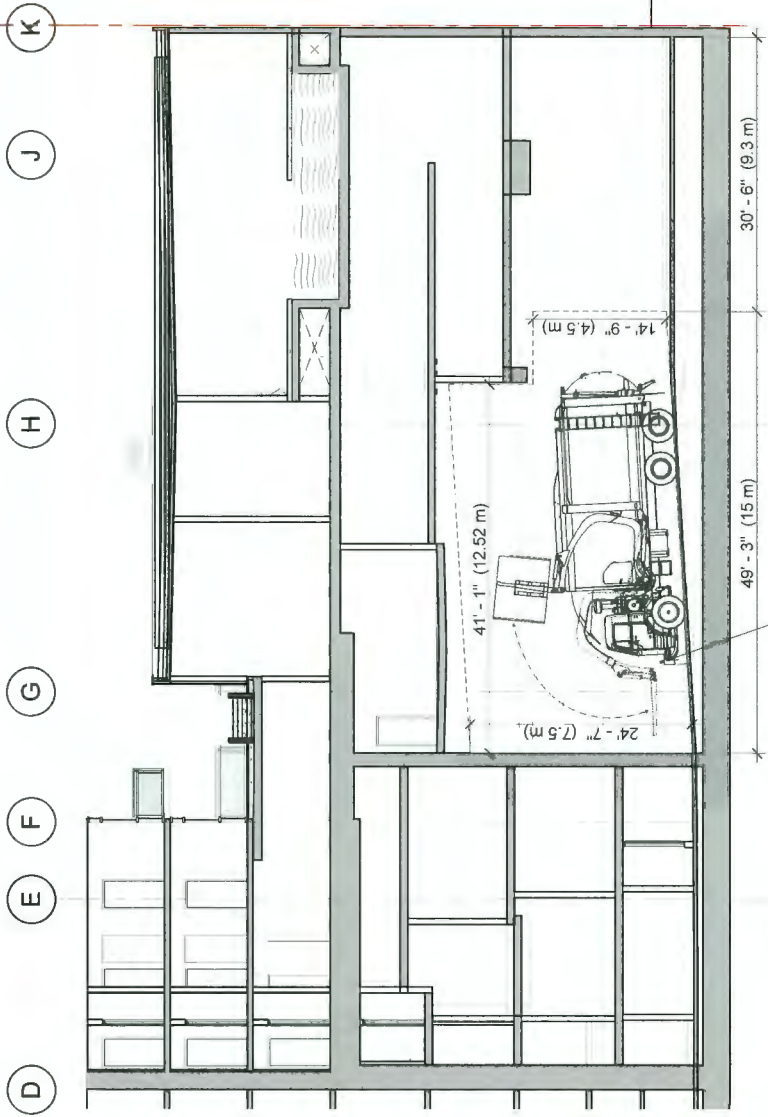 K
J
H
G
F
E
D
30' - 6" (9.3 m)
14' - 9" (4.5 m)
41' - 1" (12.52 m)
49' - 3" (15 m)
24' - 7" (7.5 m)